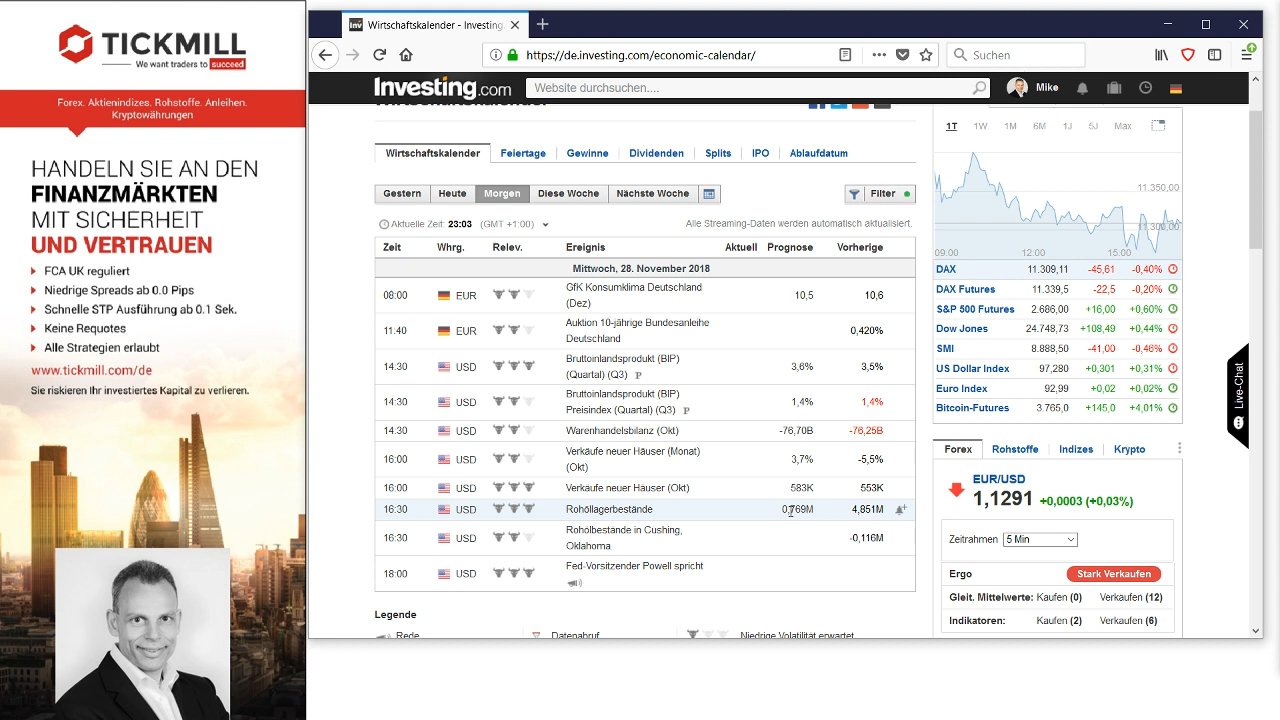 TICKMILL
We want traders to succeed
Forex. Aktienindizes. Rohstoffe. Anleihen.
Kryptowährungen
HANDELN SIE AN DEN
FINANZMÄRKTEN
MIT SICHERHEIT
UND VERTRAUEN
FCA UK reguliert
Niedrige Spreads ab 0.0 Pips
Schnelle STP Ausführung ab 0.1 Sek.
Keine Requotes
Alle Strategien erlaubt
www.tickmill.com/de
Sie riskieren Ihr investiertes Kapital zu verlieren.
Inv Wirtschaftskalender - Investing
https://de.investing.com/economic-calendar/
Suchen
Investing.com
Website durchsuchen....
Mike
Wirtschaftskalender
Wirtschaftskalender Feiertage Gewinne Dividenden Splits IPO Ablaufdatum
Gestern Heute Morgen Diese Woche Nächste Woche Filter
Aktuelle Zeit: 23:03 (GMT +1:00) Alle Streaming-Daten werden automatisch aktualisiert.
Zeit Whrg. Relev. Ereignis Aktuell Prognose Vorherige
Mittwoch, 28. November 2018
08:00 EUR GfK Konsumklima Deutschland (Dez) 10,5 10,6
11:40 EUR Auktion 10-jährige Bundesanleihe Deutschland 0,420%
14:30 USD Bruttoinlandsprodukt (BIP) (Quartal) (Q3) P 3,6% 3,5%
14:30 USD Bruttoinlandsprodukt (BIP) Preisindex (Quartal) (Q3) P 1,4% 1,4%
14:30 USD Warenhandelsbilanz (Okt) -76,70B -76,25B
16:00 USD Verkäufe neuer Häuser (Monat) (Okt) 3,7% -5,5%
16:00 USD Verkäufe neuer Häuser (Okt) 583K 553K
16:30 USD Rohöllagerbestände 0,769M 4,851M
16:30 USD Rohölbestände in Cushing, Oklahoma -0,116M
18:00 USD Fed-Vorsitzender Powell spricht
Legende
Rede Datenabruf Niedrige Volatilität erwartet
1T 1W 1M 6M 1J 5J Max.
11.350,00
11.300,00
09:00 12:00 15:00
DAX 11.309,11 -45,61 -0,40%
DAX Futures 11.339,5 -22,5 -0,20%
S&P 500 Futures 2.686,00 +16,00 +0,60%
Dow Jones 24.748,73 +108,49 +0,44%
SMI 8.888,50 -41,00 -0,46%
US Dollar Index 97,280 +0,301 +0,31%
Euro Index 92,99 +0,02 +0,02%
Bitcoin-Futures 3.765,0 +145,0 +4,01%
Forex Rohstoffe Indizes Krypto
EUR/USD
1,1291 +0,0003 (+0,03%)
Zeitrahmen 5 Min
Ergo Stark Verkaufen
Gleit. Mittelwerte: Kaufen (0) Verkaufen (12)
Indikatoren: Kaufen (2) Verkaufen (6)
Live-Chat